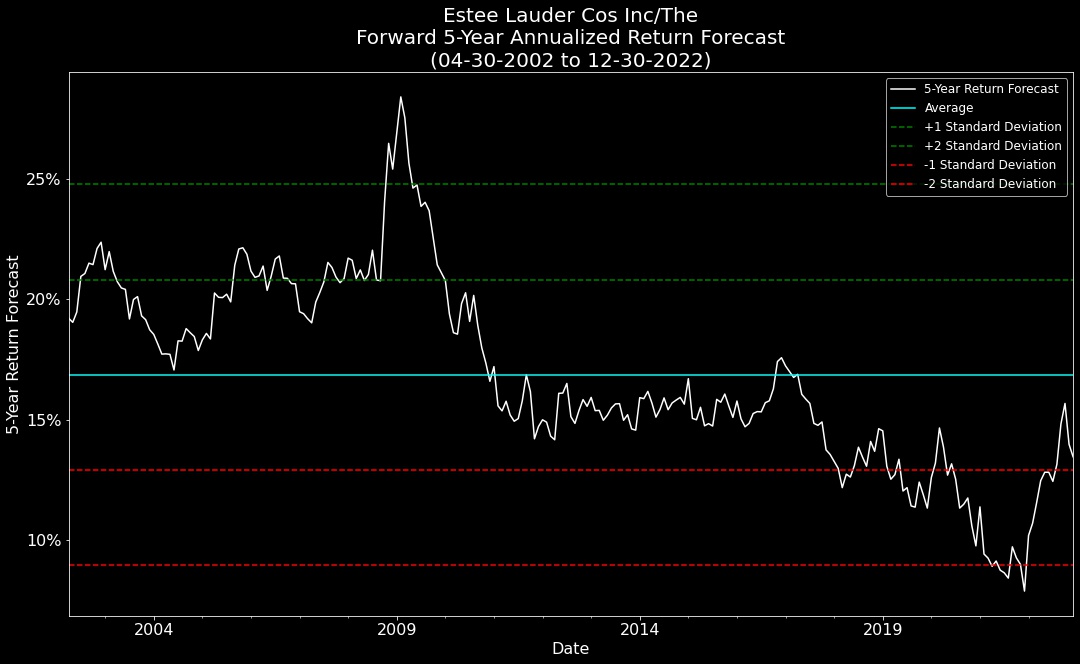 Estee Lauder Cos Inc/The
Forward 5-Year Annualized Return Forecast
(04-30-2002 to 12-30-2022)
5-Year Return Forecast
Average
+1 Standard Deviation
+2 Standard Deviation
-1 Standard Deviation
-2 Standard Deviation
5-Year Return Forecast
25%
20%
15%
10%
2004
2009
2014
2019
Date